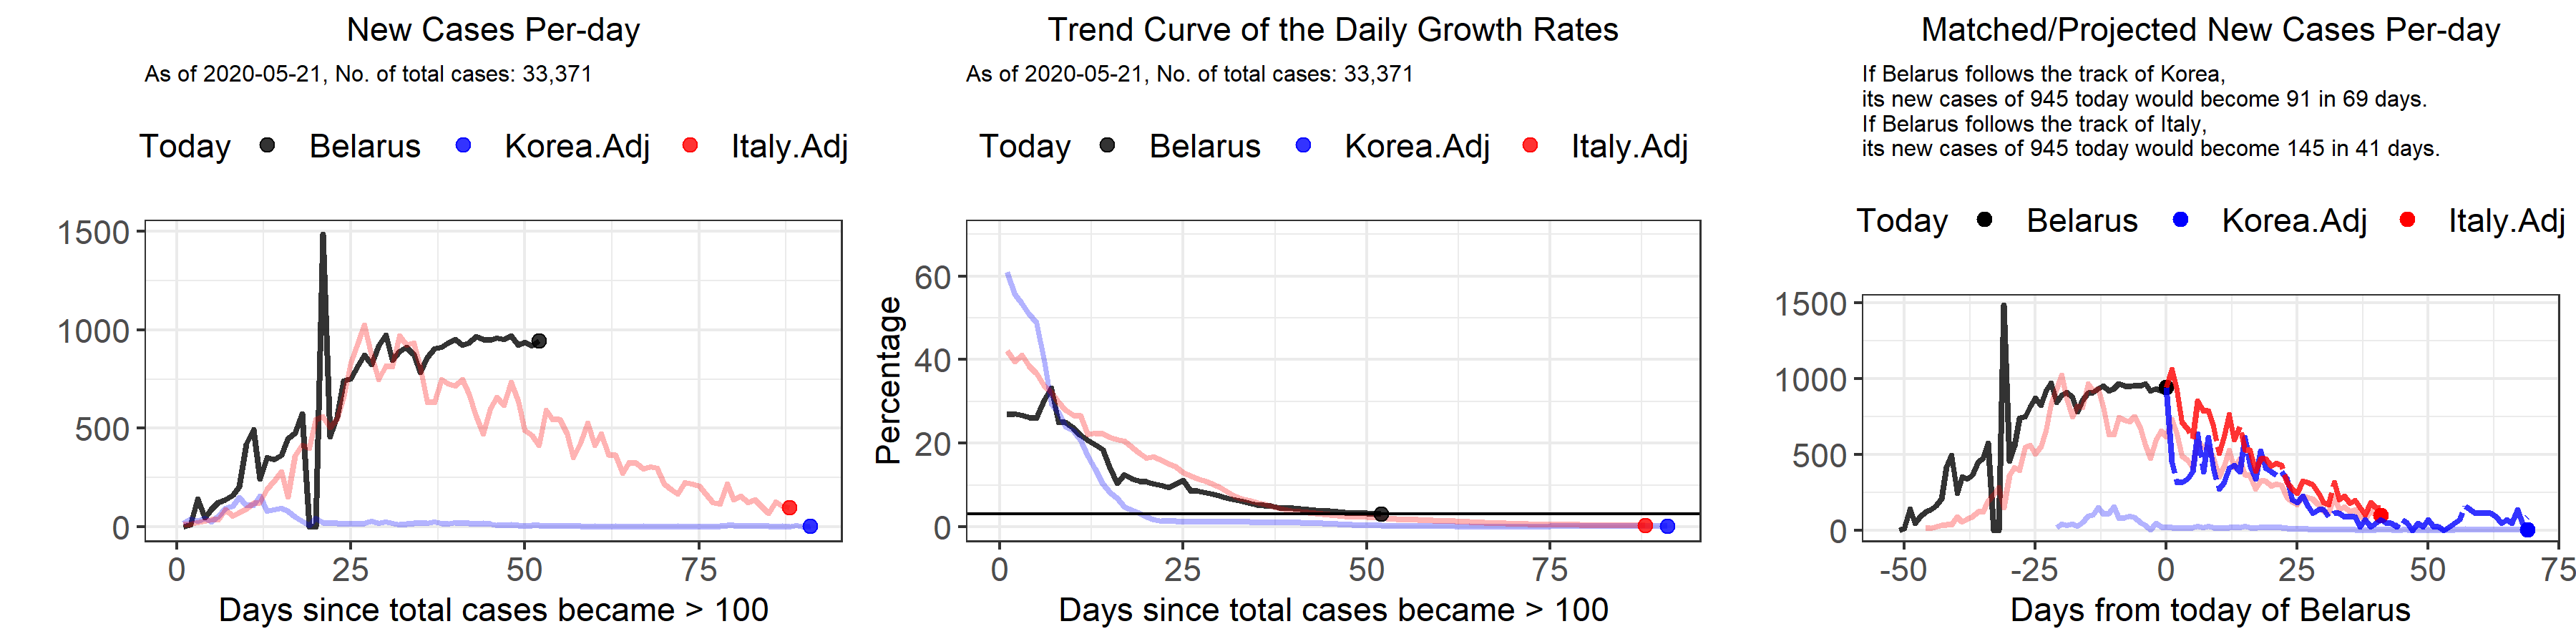 New Cases Per-day
As of 2020-05-21, No. of total cases: 33,371
Today Belarus Korea.Adj Italy.Adj
1500
1000
500
0
0 25 50 75
Days since total cases became > 100
Trend Curve of the Daily Growth Rates
As of 2020-05-21, No. of total cases: 33,371
Today Belarus Korea.Adj Italy.Adj
Percentage
60
40
20
0
0 25 50 75
Days since total cases became > 100
Matched/Projected New Cases Per-day
If Belarus follows the track of Korea,
its new cases of 945 today would become 91 in 69 days.
If Belarus follows the track of Italy,
its new cases of 945 today would become 145 in 41 days.
Today Belarus Korea.Adj Italy.Adj
1500
1000
500
0
-50 -25 0 25 50 75
Days from today of Belarus